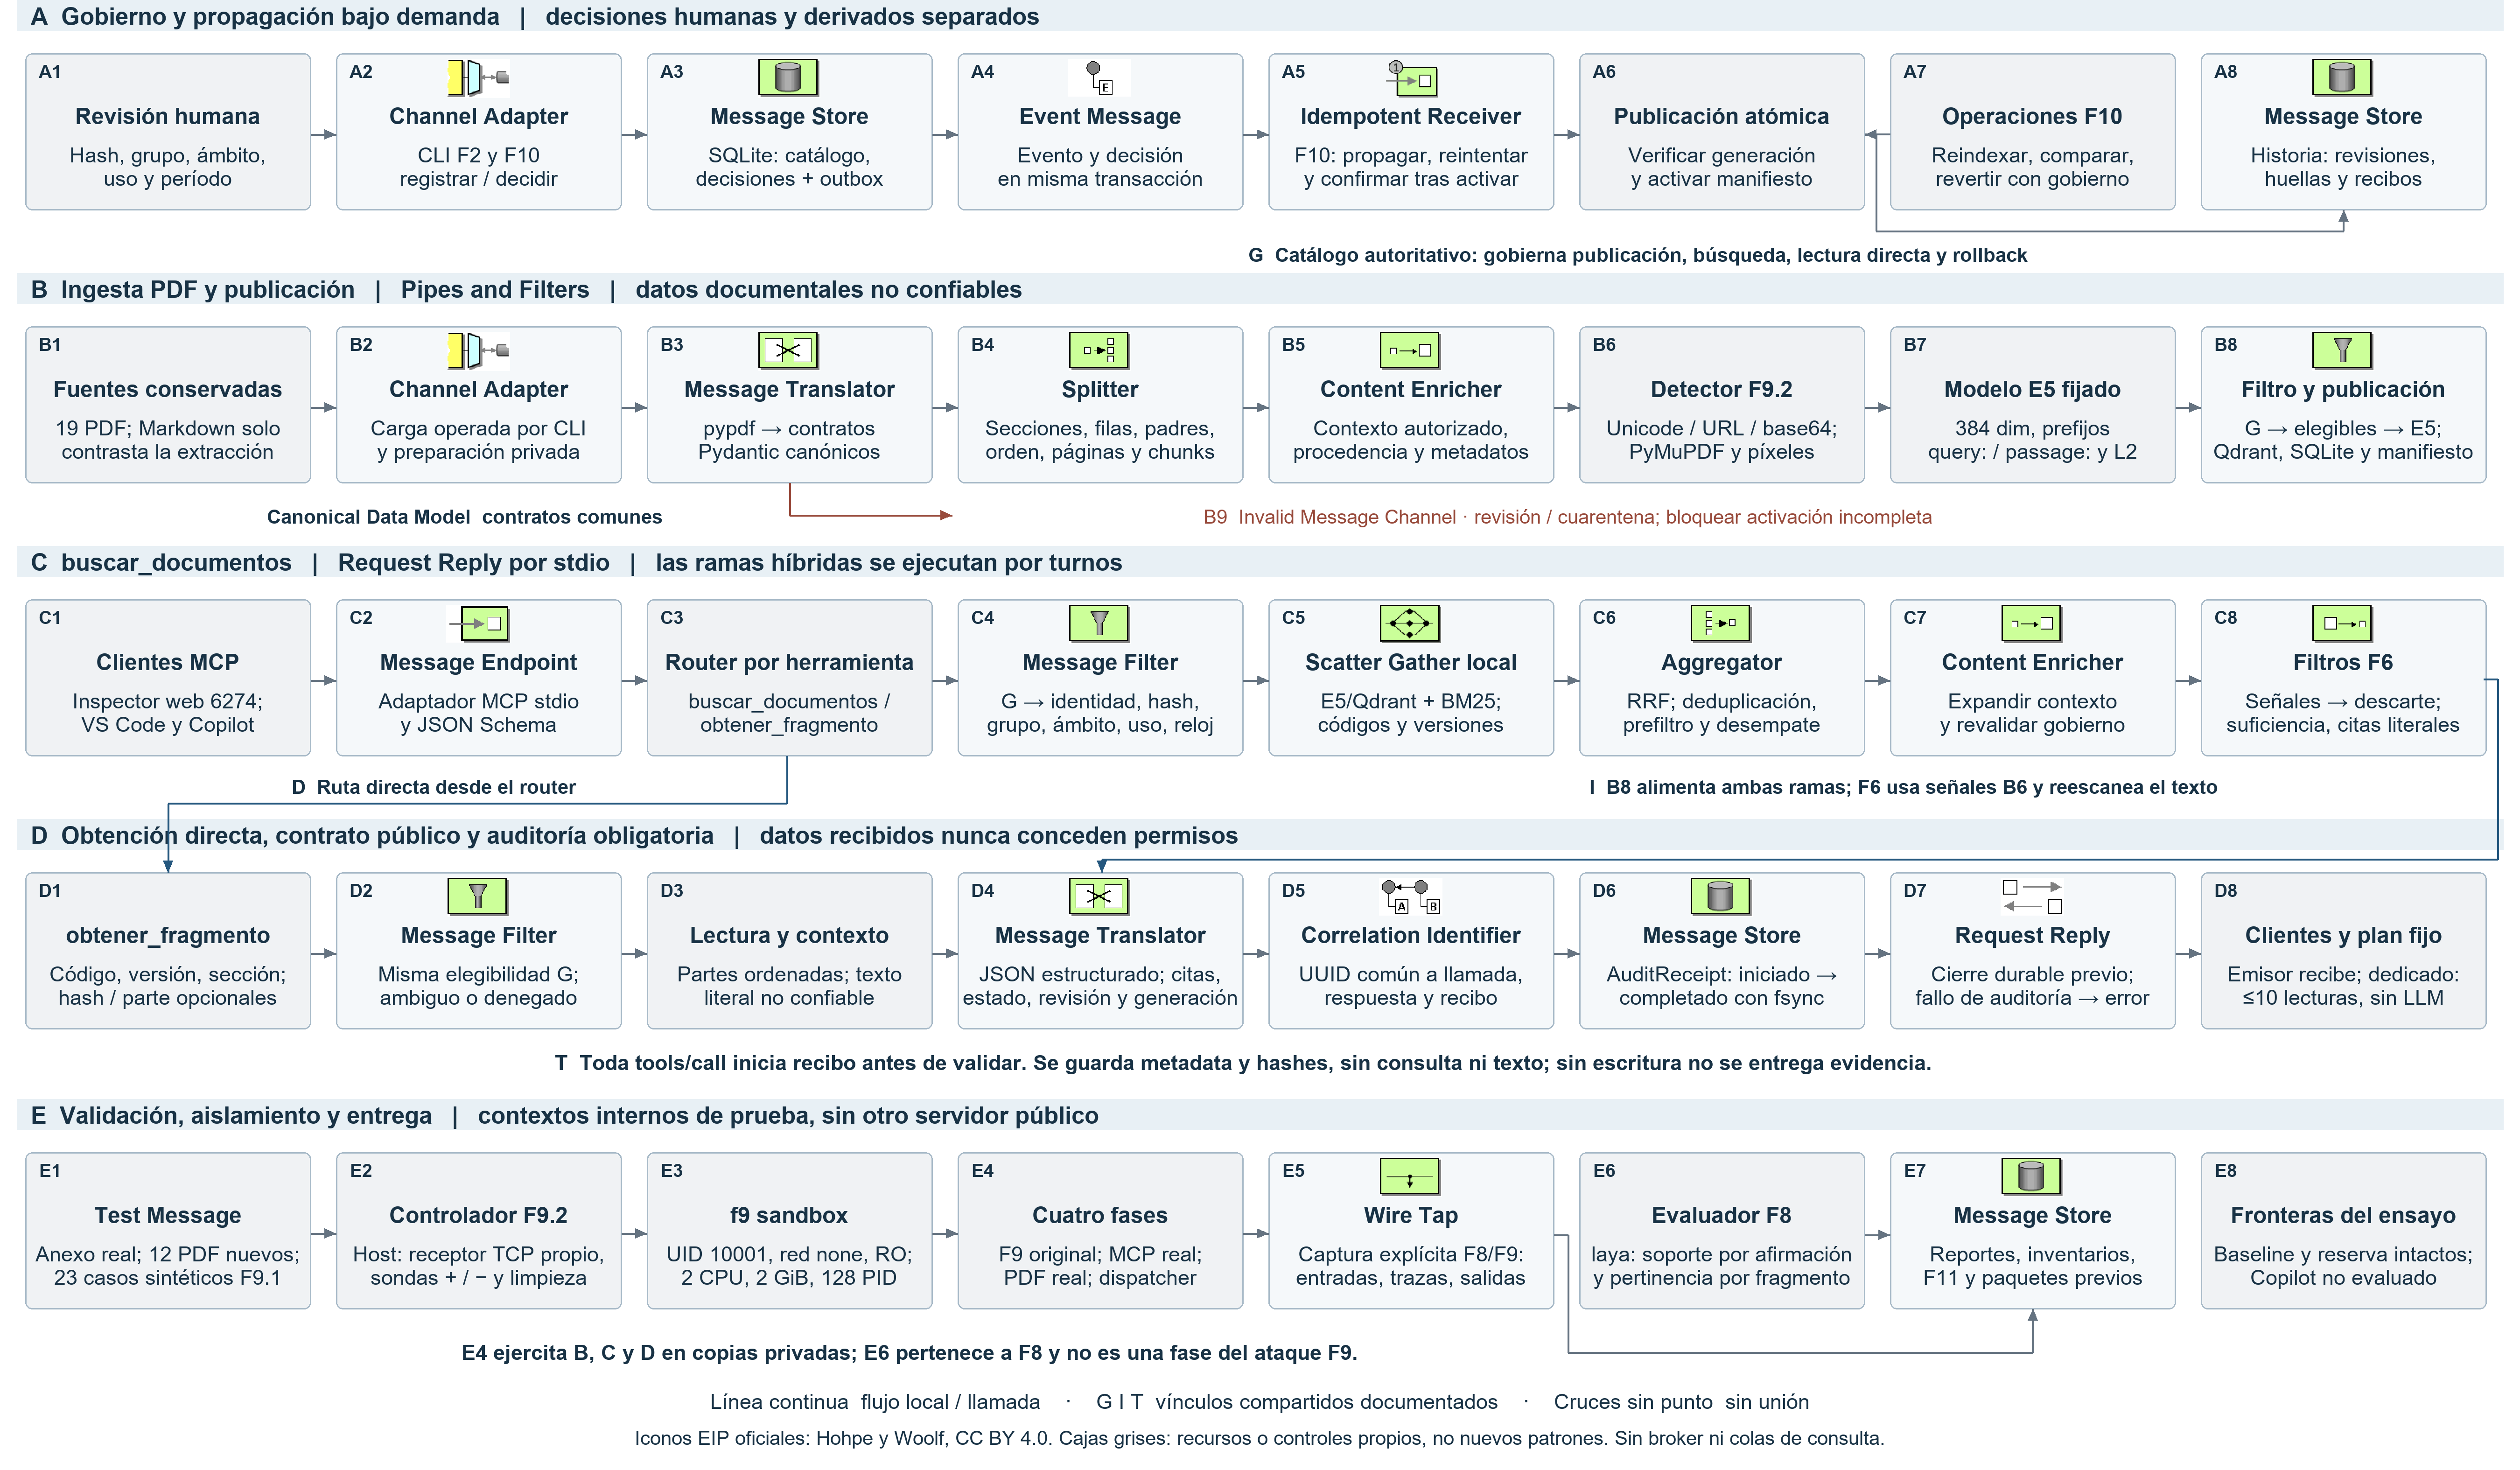 A Gobierno y propagación bajo demanda | decisiones humanas y derivados separados
A1
Revisión humana
Hash, grupo, ámbito,
uso y período
A2
Channel Adapter
CLI F2 y F10
registrar / decidir
A3
Message Store
SQLite: catálogo,
decisiones + outbox
A4
E
Event Message
Evento y decisión
en misma transacción
A5
1
Idempotent Receiver
F10: propagar, reintentar
y confirmar tras activar
A6
Publicación atómica
Verificar generación
y activar manifiesto
A7
Operaciones F10
Reindexar, comparar,
revertir con gobierno
A8
Message Store
Historia: revisiones,
huellas y recibos
G Catálogo autoritativo: gobierna publicación, búsqueda, lectura directa y rollback
B Ingesta PDF y publicación | Pipes and Filters | datos documentales no confiables
B1
Fuentes conservadas
19 PDF; Markdown solo
contrasta la extracción
B2
Channel Adapter
Carga operada por CLI
y preparación privada
B3
Message Translator
pypdf → contratos
Pydantic canónicos
B4
Splitter
Secciones, filas, padres,
orden, páginas y chunks
B5
Content Enricher
Contexto autorizado,
procedencia y metadatos
B6
Detector F9.2
Unicode / URL / base64;
PyMuPDF y píxeles
B7
Modelo E5 fijado
384 dim, prefijos
query: / passage: y L2
B8
Filtro y publicación
G → elegibles → E5;
Qdrant, SQLite y manifiesto
Canonical Data Model contratos comunes
B9 Invalid Message Channel · revisión / cuarentena; bloquear activación incompleta
C buscar_documentos | Request Reply por stdio | las ramas híbridas se ejecutan por turnos
C1
Clientes MCP
Inspector web 6274;
VS Code y Copilot
C2
Message Endpoint
Adaptador MCP stdio
y JSON Schema
C3
Router por herramienta
buscar_documentos /
obtener_fragmento
C4
Message Filter
G → identidad, hash,
grupo, ámbito, uso, reloj
C5
Scatter Gather local
E5/Qdrant + BM25;
códigos y versiones
C6
Aggregator
RRF; deduplicación,
prefiltro y desempate
C7
Content Enricher
Expandir contexto
y revalidar gobierno
C8
Filtros F6
Señales → descarte;
suficiencia, citas literales
D Ruta directa desde el router
I B8 alimenta ambas ramas; F6 usa señales B6 y reescanea el texto
D Obtención directa, contrato público y auditoría obligatoria | datos recibidos nunca conceden permisos
D1
obtener_fragmento
Código, versión, sección;
hash / parte opcionales
D2
Message Filter
Misma elegibilidad G;
ambiguo o denegado
D3
Lectura y contexto
Partes ordenadas; texto
literal no confiable
D4
Message Translator
JSON estructurado; citas,
estado, revisión y generación
D5
A B
Correlation Identifier
UUID común a llamada,
respuesta y recibo
D6
Message Store
AuditReceipt: iniciado →
completado con fsync
D7
Request Reply
Cierre durable previo;
fallo de auditoría → error
D8
Clientes y plan fijo
Emisor recibe; dedicado:
≤10 lecturas, sin LLM
T Toda tools/call inicia recibo antes de validar. Se guarda metadata y hashes, sin consulta ni texto; sin escritura no se entrega evidencia.
E Validación, aislamiento y entrega | contextos internos de prueba, sin otro servidor público
E1
Test Message
Anexo real; 12 PDF nuevos;
23 casos sintéticos F9.1
E2
Controlador F9.2
Host: receptor TCP propio,
sondas + / − y limpieza
E3
f9 sandbox
UID 10001, red none, RO;
2 CPU, 2 GiB, 128 PID
E4
Cuatro fases
F9 original; MCP real;
PDF real; dispatcher
E5
Wire Tap
Captura explícita F8/F9:
entradas, trazas, salidas
E6
Evaluador F8
laya: soporte por afirmación
y pertinencia por fragmento
E7
Message Store
Reportes, inventarios,
F11 y paquetes previos
E8
Fronteras del ensayo
Baseline y reserva intactos;
Copilot no evaluado
E4 ejercita B, C y D en copias privadas; E6 pertenece a F8 y no es una fase del ataque F9.
Línea continua flujo local / llamada · G I T vínculos compartidos documentados · Cruces sin punto sin unión
Iconos EIP oficiales: Hohpe y Woolf, CC BY 4.0. Cajas grises: recursos o controles propios, no nuevos patrones. Sin broker ni colas de consulta.